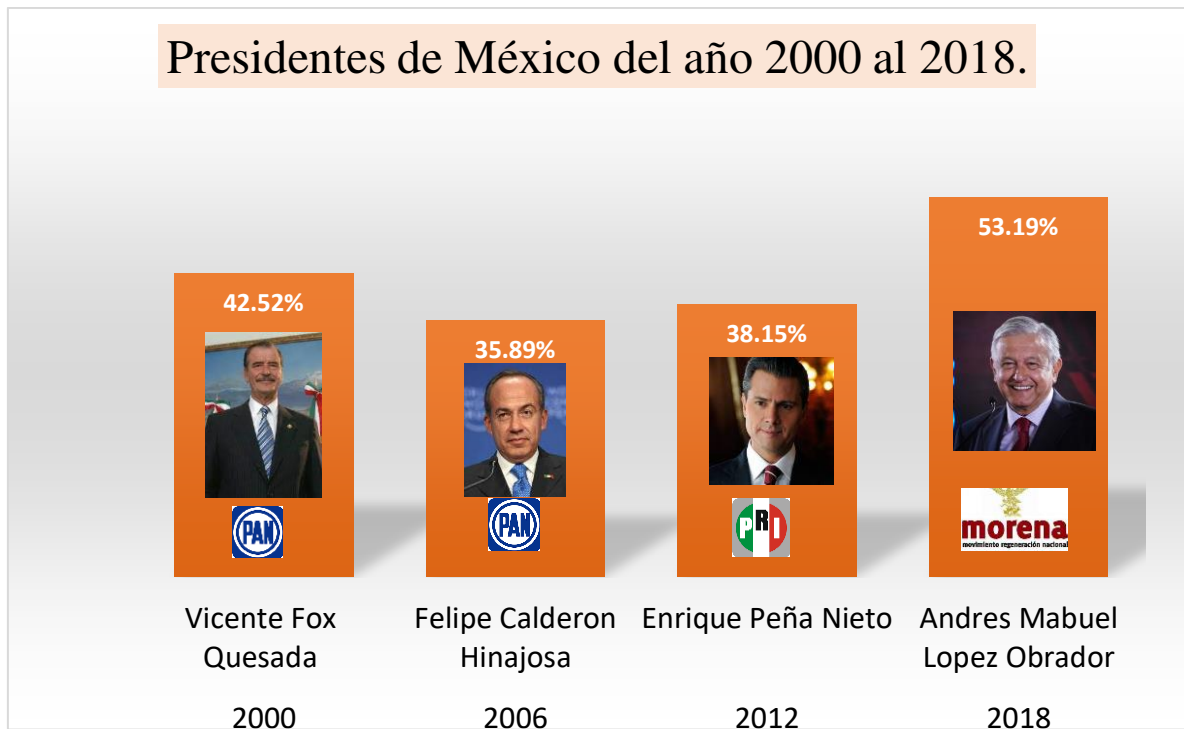 Presidentes de México del año 2000 al 2018.
53.19%
42.52%
38.15%
35.89%
PAN
PAN
PRI
morena
movimiento regeneración nacional
Vicente Fox
Quesada
Felipe Calderon
Hinajosa
Enrique Peña Nieto
Andres Mabuel
Lopez Obrador
2000
2006
2012
2018